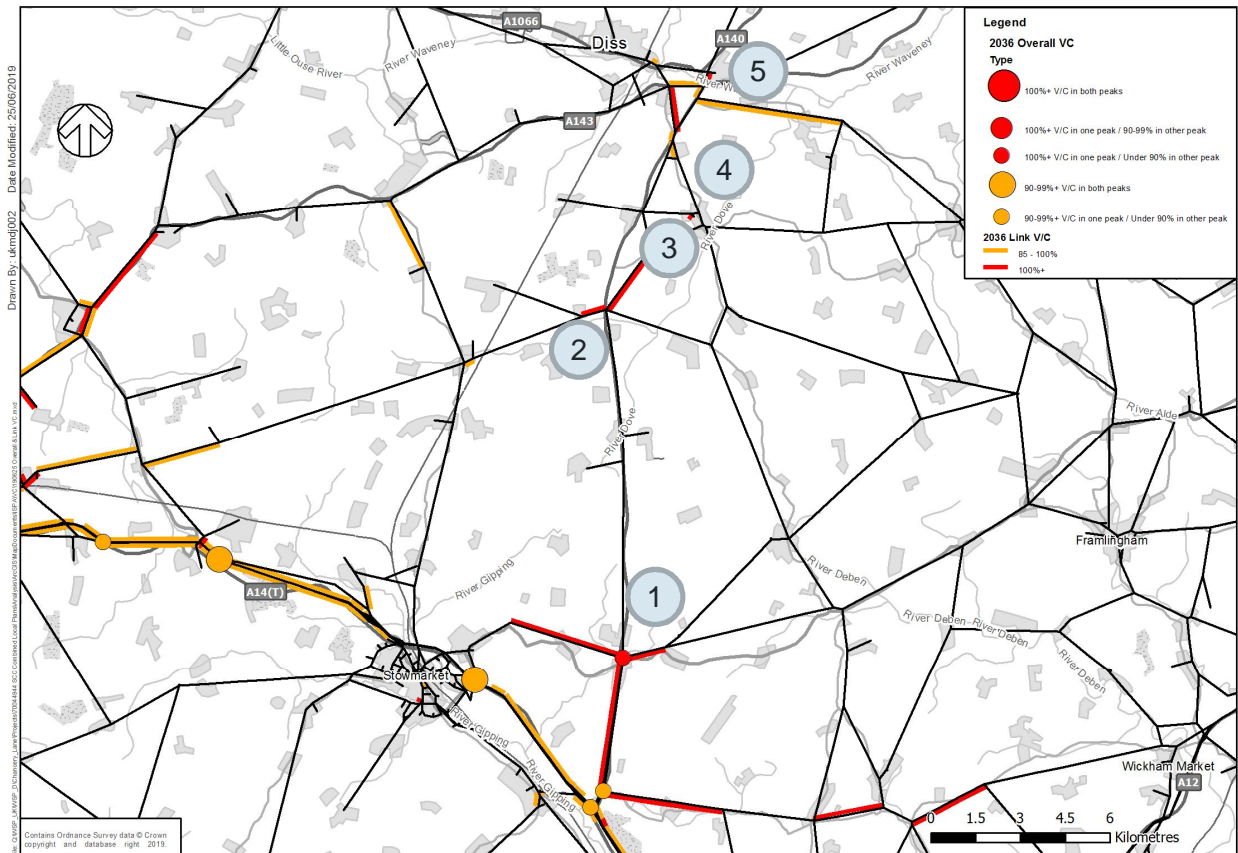 A1066
Diss
A140
Little Ouse River
River Waveney
River Waveney
5
A143
4
River Dove
3
2
River Dove
River Alde
Framlingham
River Gipping
A14(T)
1
River Deben
River Deben
River Deben
River Deben
Stowmarket
River Gipping
River Gipping
Wickham Market
A12
Legend
2036 Overall VC
Type
100%+ V/C in both peaks
100%+ V/C in one peak / 90-99% in other peak
100%+ V/C in one peak / Under 90% in other peak
90-99%+ V/C in both peaks
90-99%+ V/C in one peak / Under 90% in other peak
2036 Link V/C
85 - 100%
100%+
0 1.5 3 4.5 6
Kilometres
Contains Ordnance Survey data © Crown
copyright and database right 2019.
Drawn By: ukmdj002 Date Modified: 25/06/2019